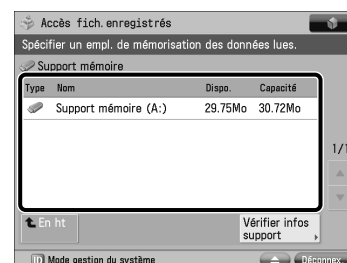 Accès fich.enregistrés
Spécifier un empl. de mémorisation des données lues.
Support mémoire
Type Nom Dispo. Capacité
Support mémoire (A:) 29.75Mo 30.72Mo
1/1
En ht
Vérifier infos
support
ID Mode gestion du système Déconnex